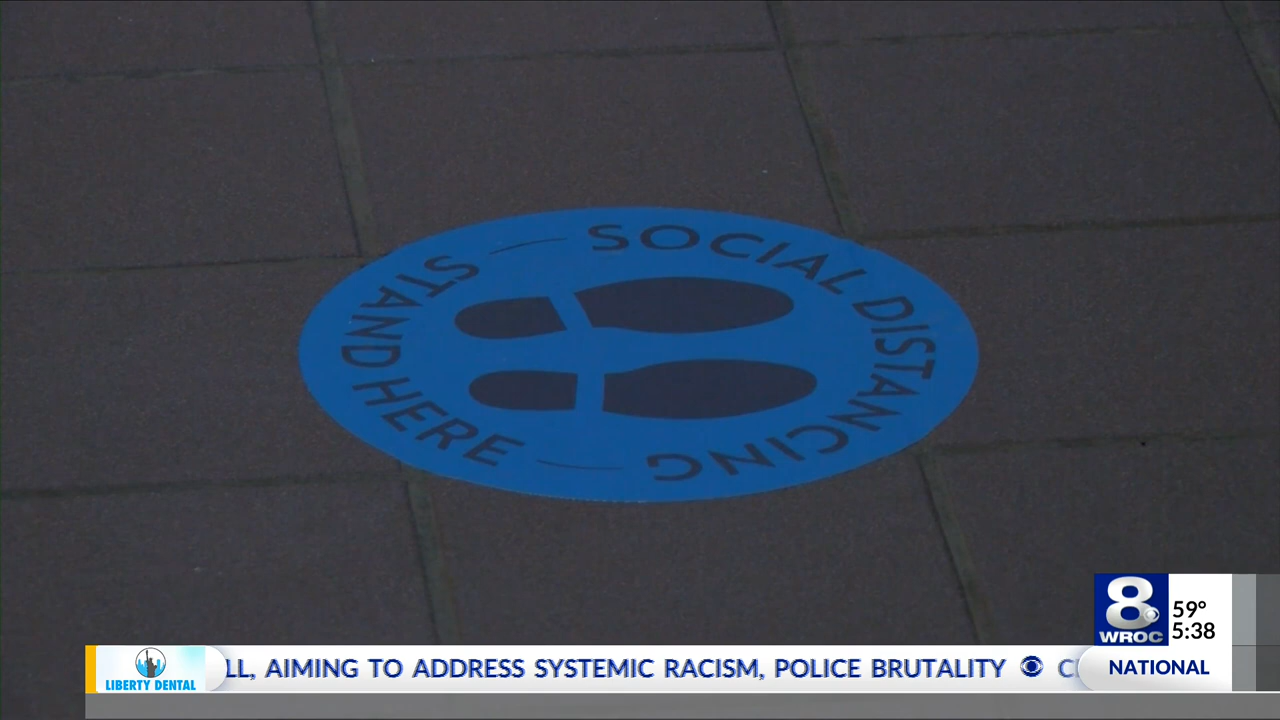 SOCIAL DISTANCING
STAND HERE
8
WROC
59°
5:38
LIBERTY DENTAL
LL, AIMING TO ADDRESS SYSTEMIC RACISM, POLICE BRUTALITY
NATIONAL